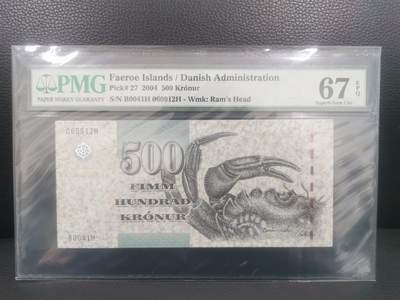 PMG
PAPER MONEY GUARANTY
Faeroe Islands / Danish Administration
Pick# 27 2004 500 Krónur
S/N B0041H 060912H - Wmk: Ram's Head
67 EPQ
Superb Gem Unc
060912H
500
FIMM
HUNDRAÐ
KRÓNUR
B0041H